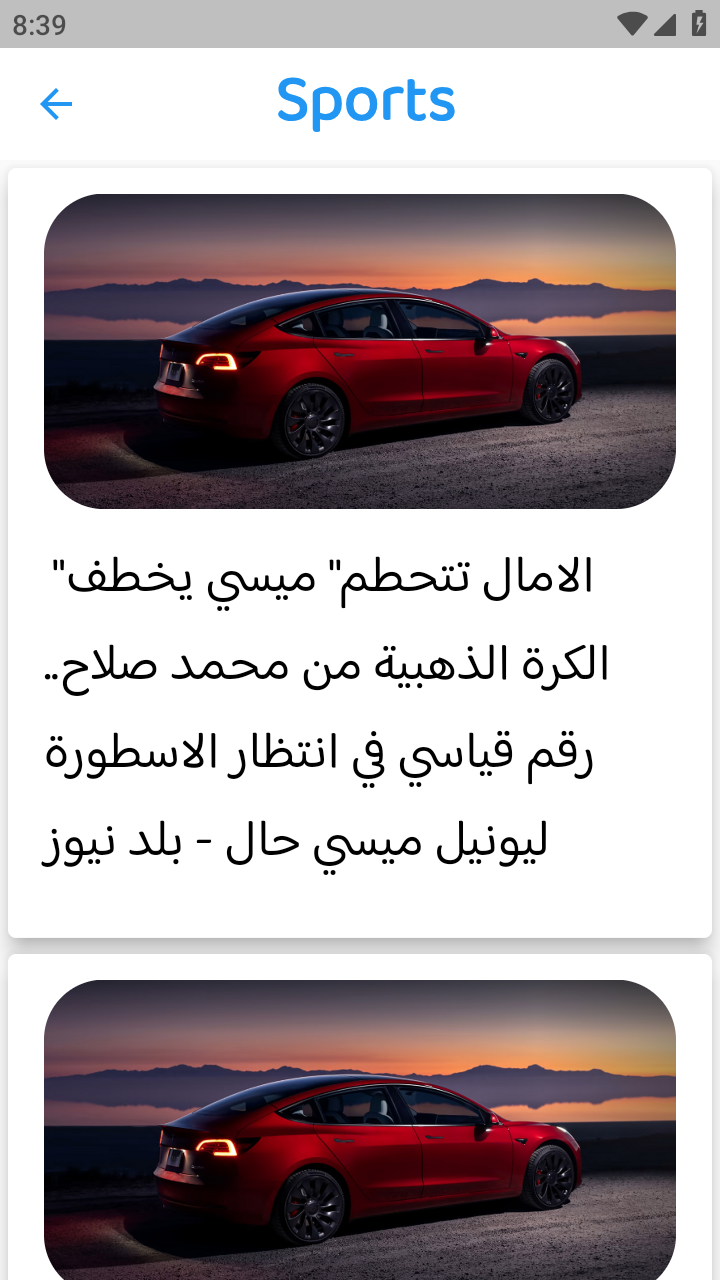 8:39
Sports
الامال تتحطم" ميسي يخطف"
الكرة الذهبية من محمد صلاح..
رقم قياسي في انتظار الاسطورة
ليونيل ميسي حال - بلد نيوز